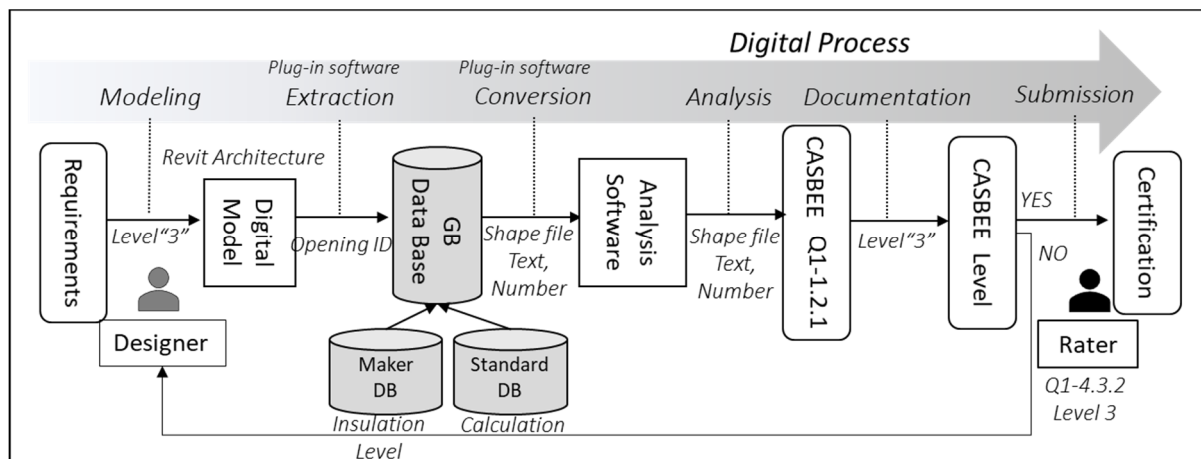 Digital Process
Plug-in software
Plug-in software
Modeling
Extraction
Conversion
Analysis
Documentation
Submission
Requirements
Revit Architecture
Level“3”
Digital
Model
Opening ID
GB
Data Base
Shape file
Text,
Number
Analysis
Software
Shape file
Text,
Number
CASBEE Q1-1.2.1
Level“3”
CASBEE Level
YES
NO
Certification
Designer
Maker
DB
Standard
DB
Insulation
Level
Calculation
Rater
Q1-4.3.2
Level 3